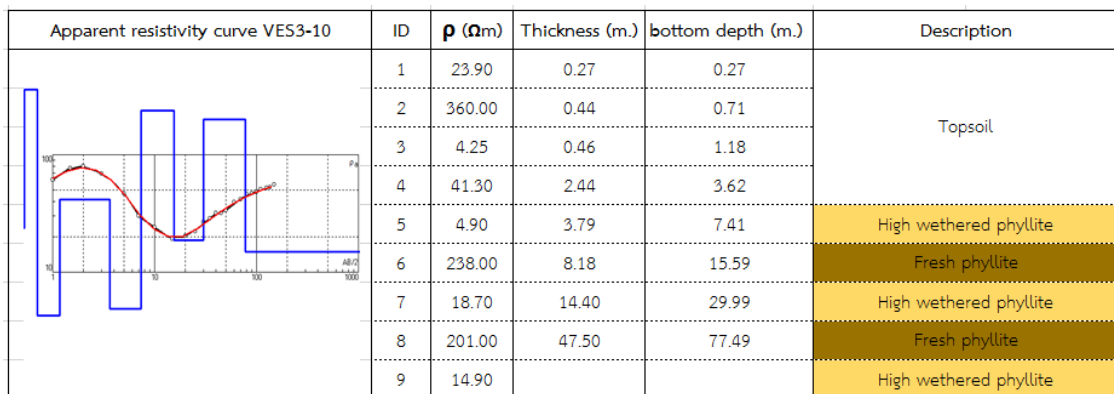 Apparent resistivity curve VES3-10 ID ρ (Ωm) Thickness (m.) bottom depth (m.) Description
1 23.90 0.27 0.27
2 360.00 0.44 0.71
Topsoil
3 4.25 0.46 1.18
4 41.30 2.44 3.62
5 4.90 3.79 7.41 High wethered phyllite
6 238.00 8.18 15.59 Fresh phyllite
7 18.70 14.40 29.99 High wethered phyllite
8 201.00 47.50 77.49 Fresh phyllite
9 14.90 High wethered phyllite
100 ρa
10 AB/2
1 10 100 1000